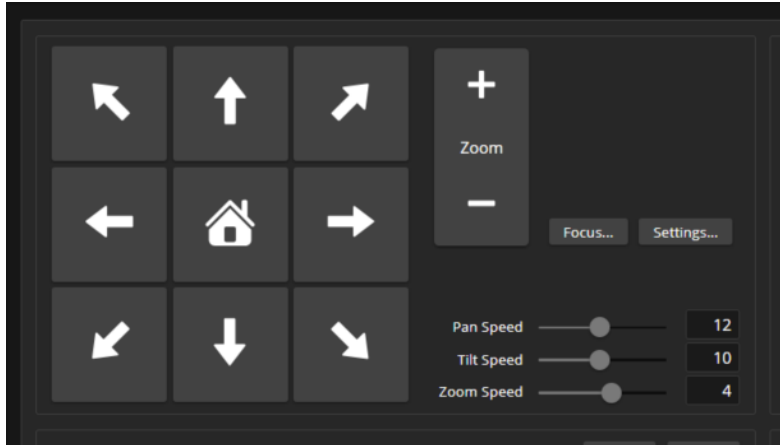 +
Zoom
−
Focus...
Settings...
Pan Speed 12
Tilt Speed 10
Zoom Speed 4